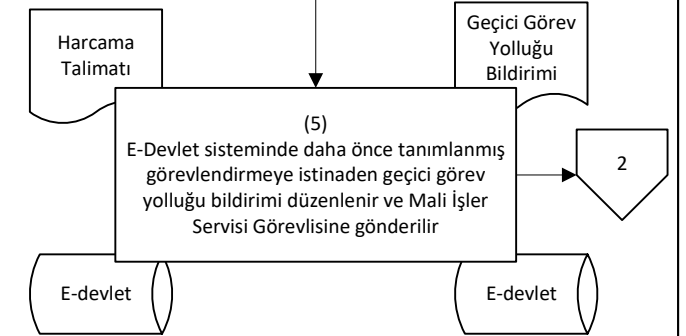 Harcama
Talimatı
Geçici Görev
Yolluğu
Bildirimi
(5)
E-Devlet sisteminde daha önce tanımlanmış
görevlendirmeye istinaden geçici görev
yolluğu bildirimi düzenlenir ve Mali İşler
Servisi Görevlisine gönderilir
2
E-devlet
E-devlet